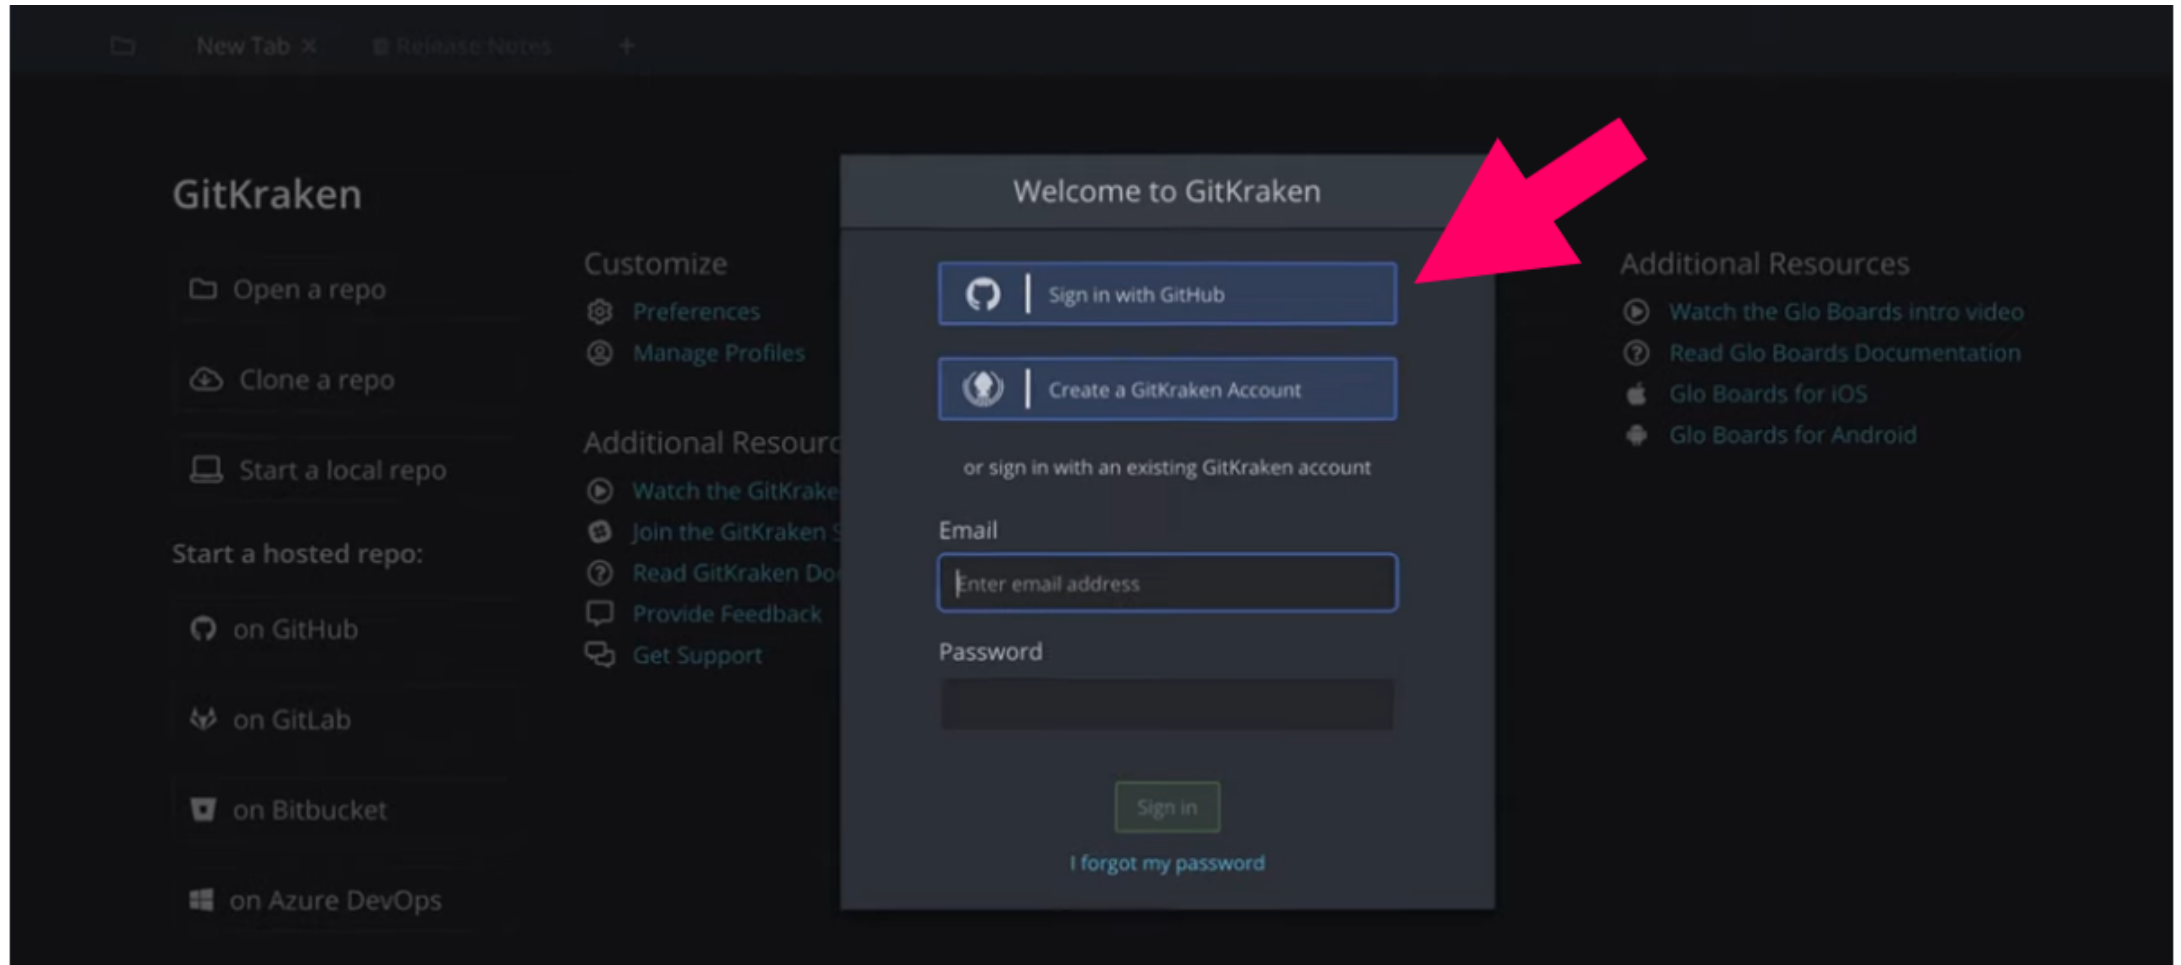 New Tab
Release Notes
GitKraken
Open a repo
Clone a repo
Start a local repo
Start a hosted repo:
on GitHub
on GitLab
on Bitbucket
on Azure DevOps
Customize
Preferences
Manage Profiles
Additional Resourc
Watch the GitKrake
Join the GitKraken S
Read GitKraken Do
Provide Feedback
Get Support
Welcome to GitKraken
Sign in with GitHub
Create a GitKraken Account
or sign in with an existing GitKraken account
Email
Enter email address
Password
Sign in
I forgot my password
Additional Resources
Watch the Glo Boards intro video
Read Glo Boards Documentation
Glo Boards for iOS
Glo Boards for Android